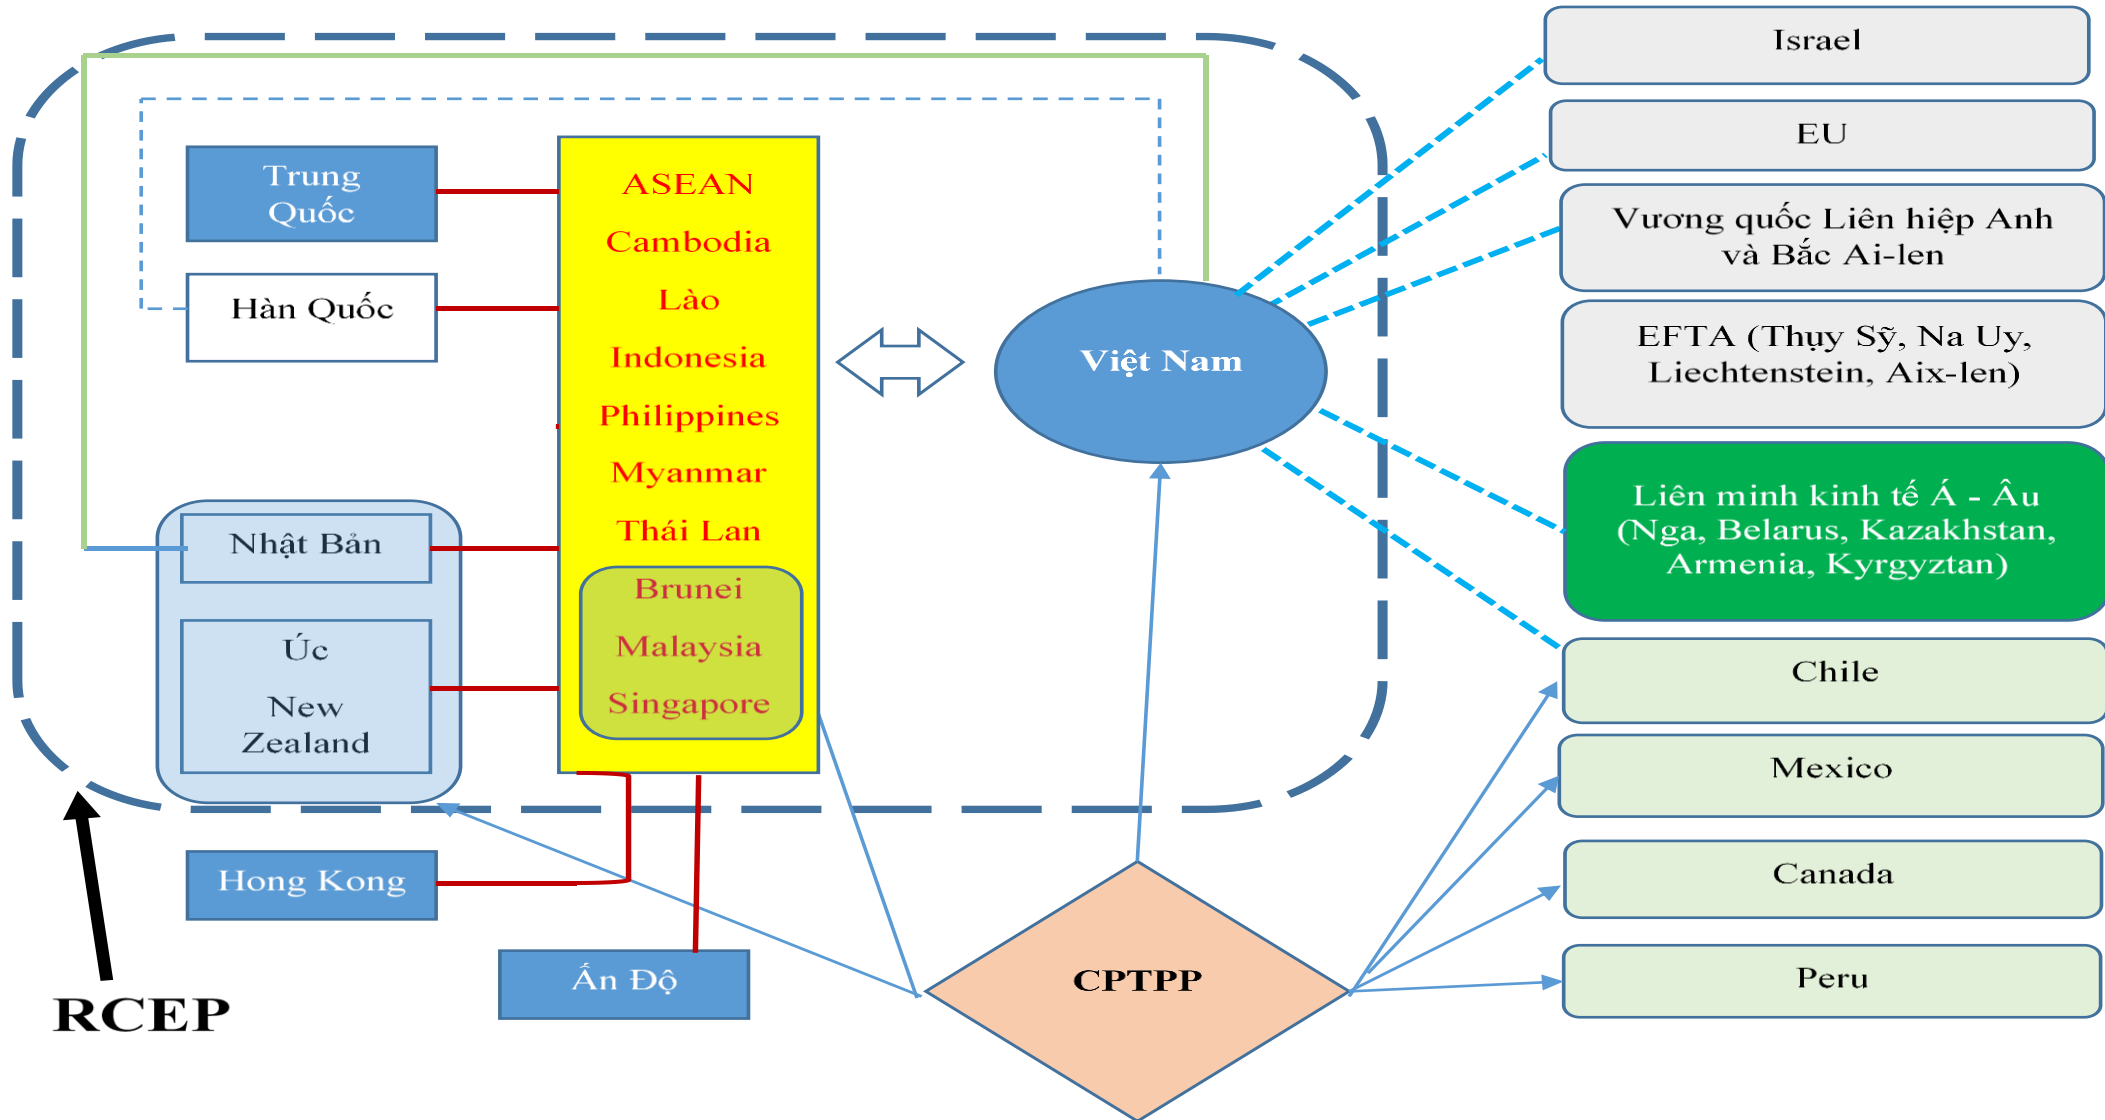 Trung
Quốc
Hàn Quốc
Nhật Bản
Úc
New
Zealand
Hong Kong
Ấn Độ
RCEP
ASEAN
Cambodia
Lào
Indonesia
Philippines
Myanmar
Thái Lan
Brunei
Malaysia
Singapore
Việt Nam
CPTPP
Israel
EU
Vương quốc Liên hiệp Anh
và Bắc Ai-len
EFTA (Thụy Sỹ, Na Uy,
Liechtenstein, Aix-len)
Liên minh kinh tế Á - Âu
(Nga, Belarus, Kazakhstan,
Armenia, Kyrgyztan)
Chile
Mexico
Canada
Peru